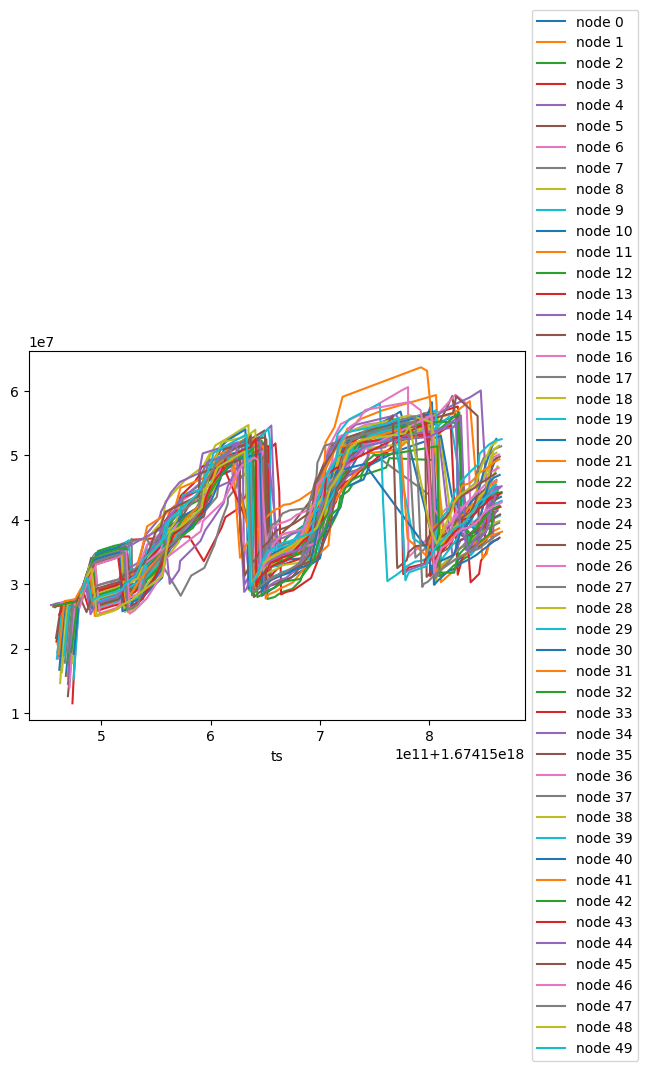 1e7
6
5
4
3
2
1
5 6 7 8
1e11+1.67415e18
ts
node 0
node 1
node 2
node 3
node 4
node 5
node 6
node 7
node 8
node 9
node 10
node 11
node 12
node 13
node 14
node 15
node 16
node 17
node 18
node 19
node 20
node 21
node 22
node 23
node 24
node 25
node 26
node 27
node 28
node 29
node 30
node 31
node 32
node 33
node 34
node 35
node 36
node 37
node 38
node 39
node 40
node 41
node 42
node 43
node 44
node 45
node 46
node 47
node 48
node 49